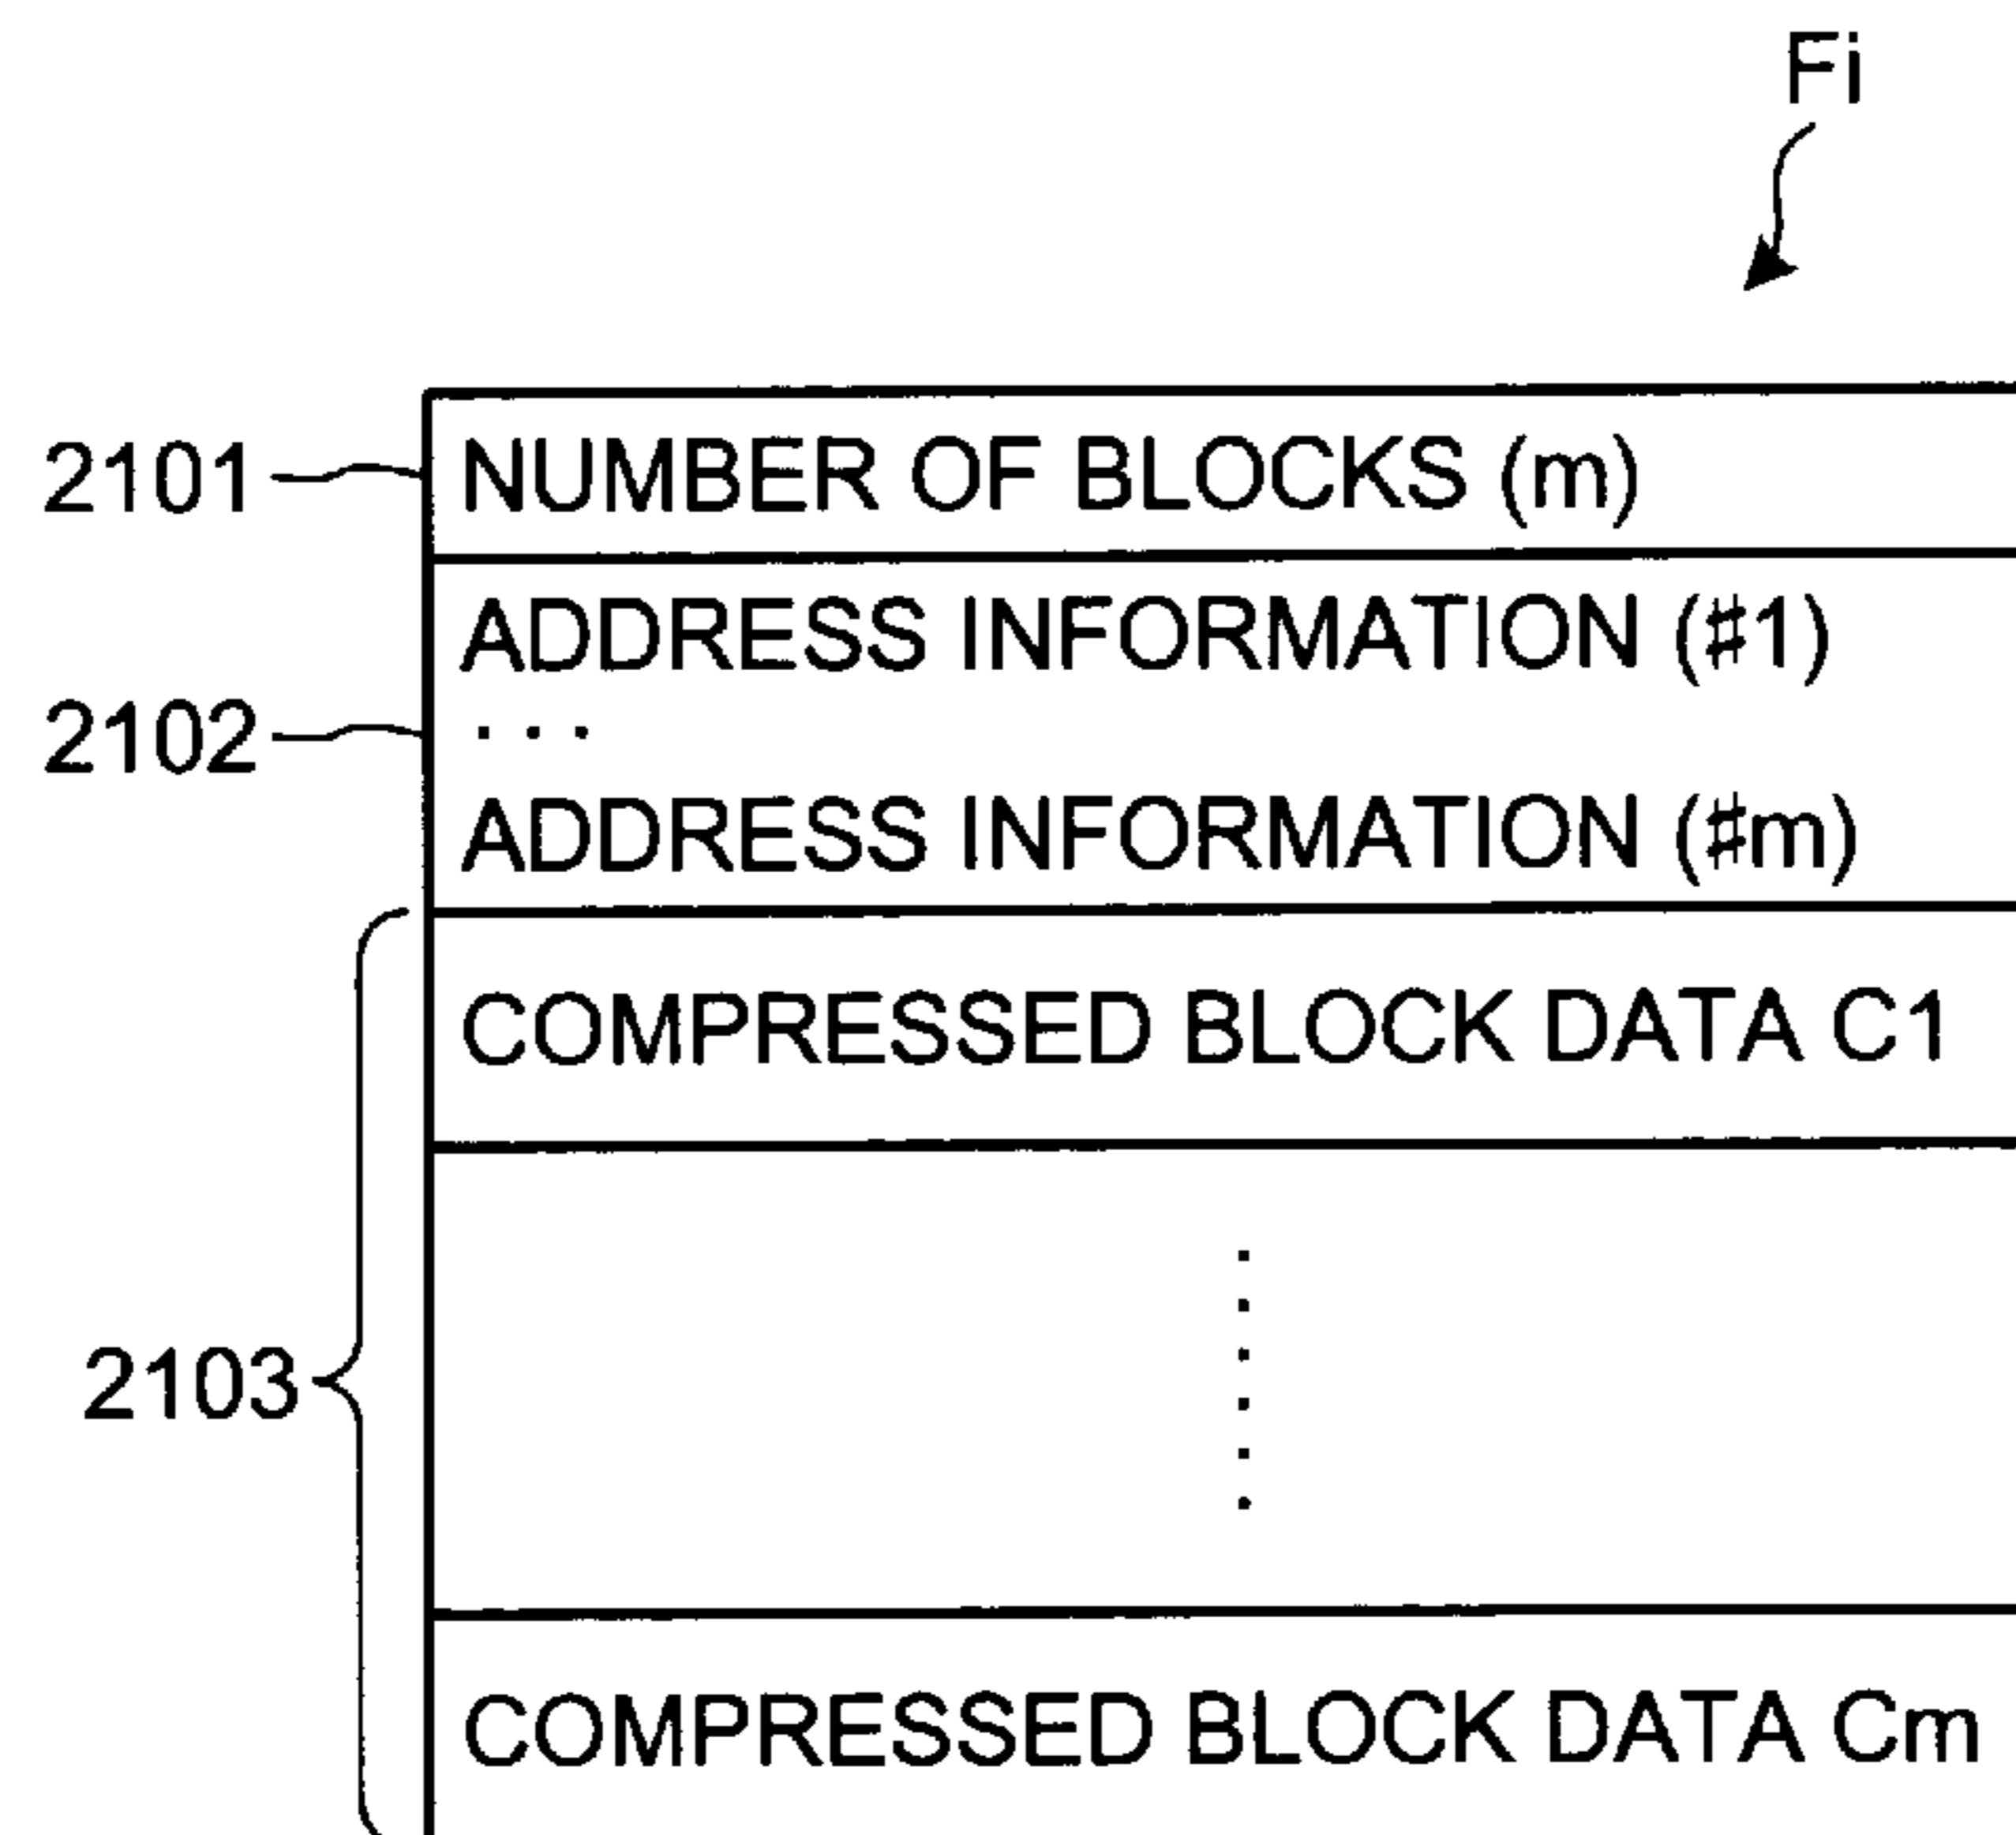 Fi
2101 NUMBER OF BLOCKS (m)
ADDRESS INFORMATION (♯1)
2102 . . .
ADDRESS INFORMATION (♯m)
COMPRESSED BLOCK DATA C1
2103
COMPRESSED BLOCK DATA Cm